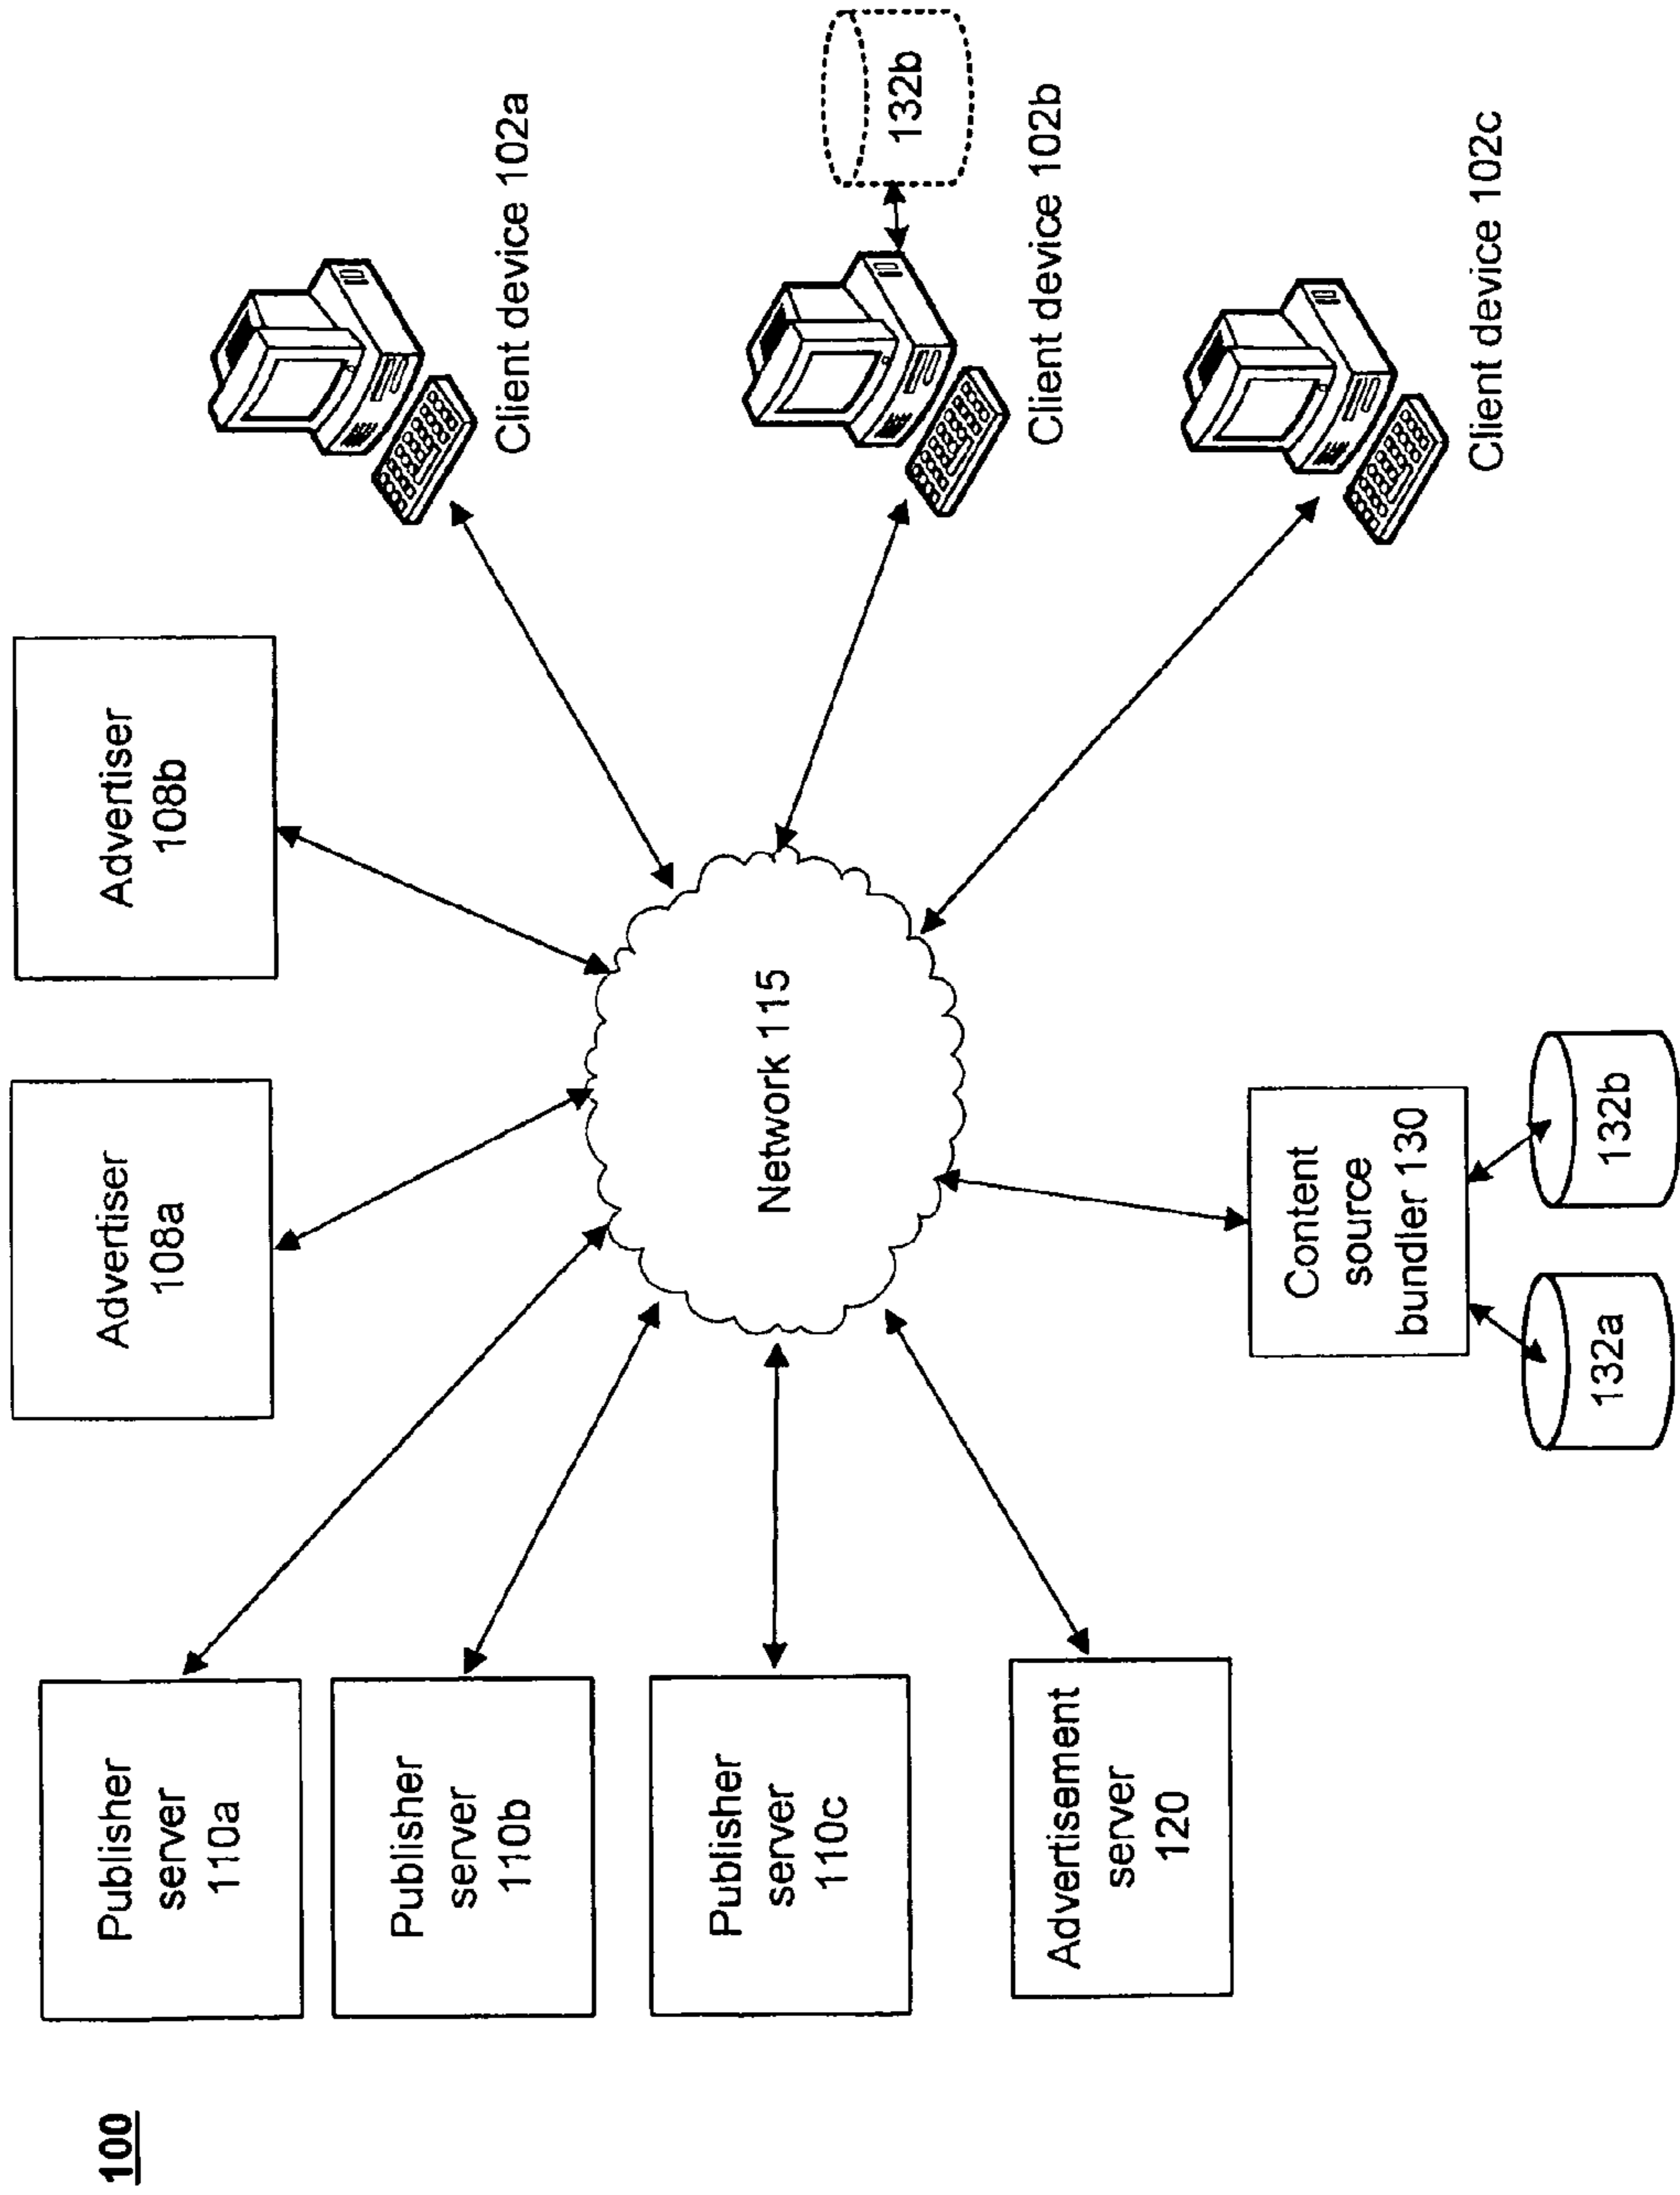 100
Publisher
server
110a
Publisher
server
110b
Publisher
server
110c
Advertisement
server
120
Advertiser
108a
Advertiser
108b
Network 115
Content
source
bundler 130
132a
132b
Client device 102a
132b
Client device 102b
Client device 102c